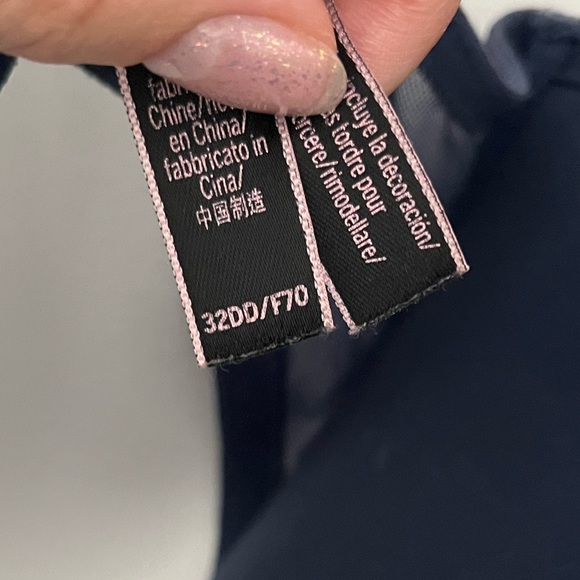 Chine/
en China/
fabbricato in
Cina/
中国制造
32DD/F70
cluye la decoración/
tordre pour
rcere/rimodellare/